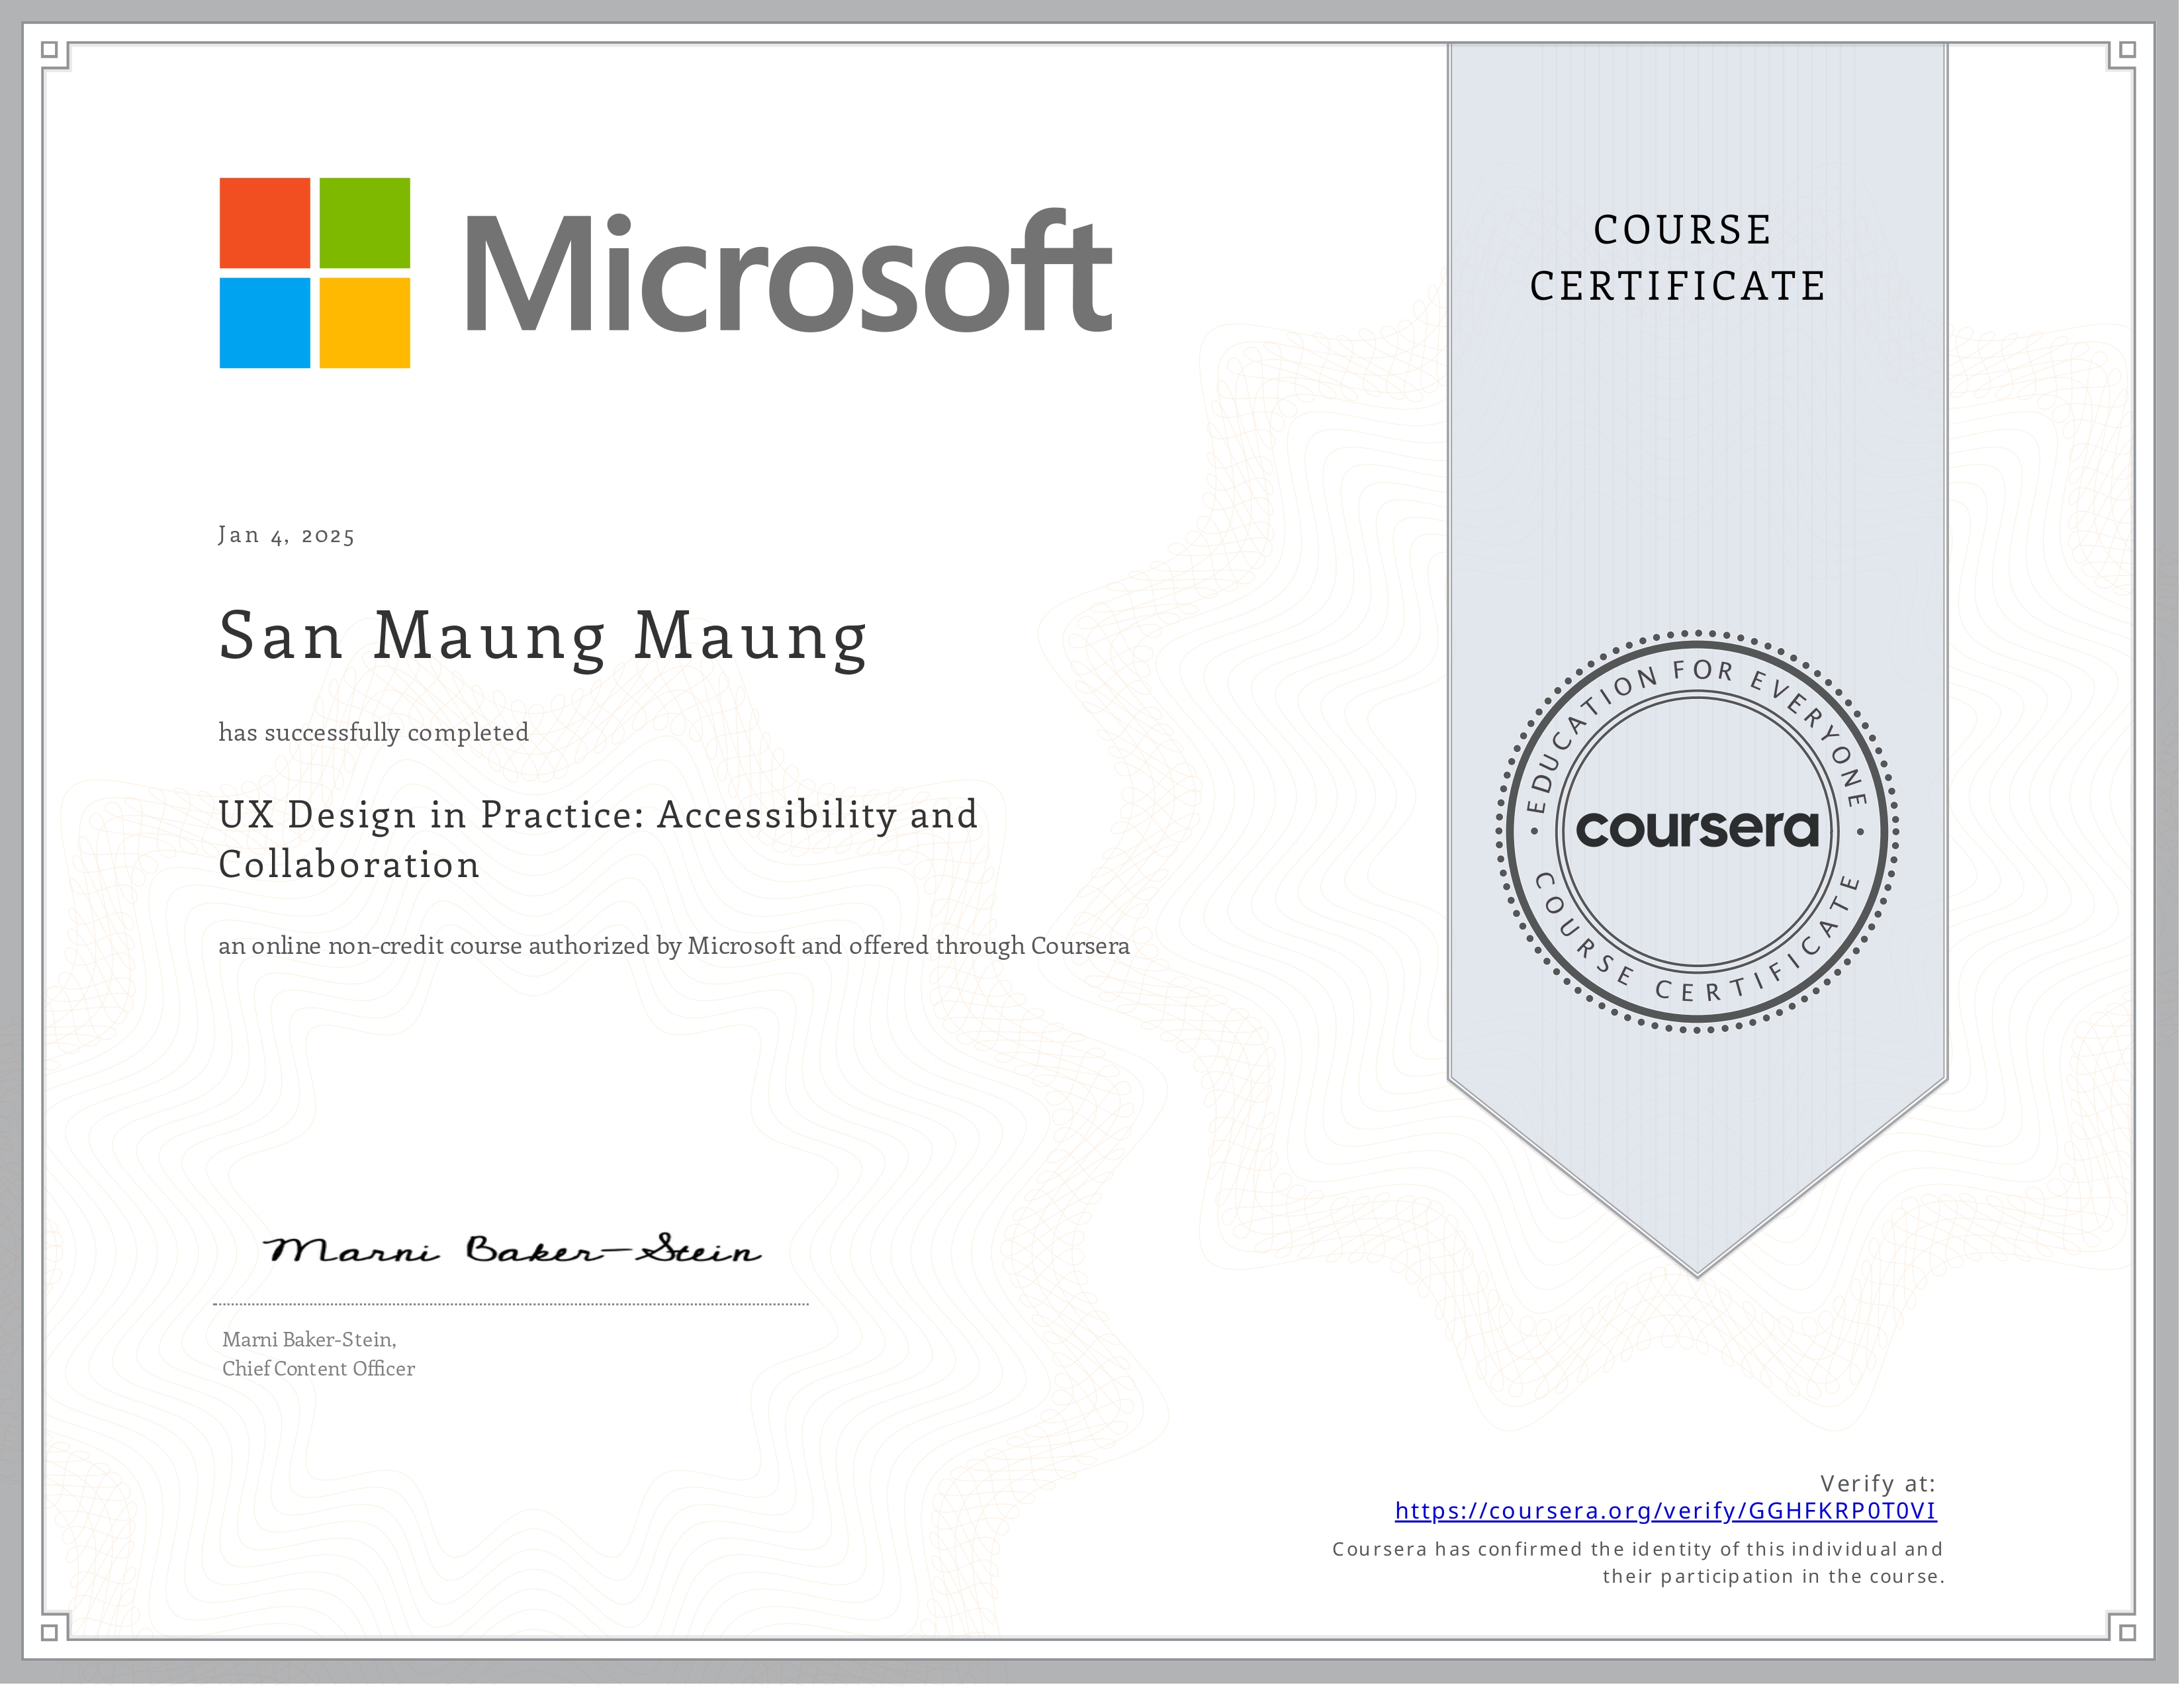 Microsoft
COURSE
CERTIFICATE
Jan 4, 2025
San Maung Maung
has successfully completed
UX Design in Practice: Accessibility and
Collaboration
an online non-credit course authorized by Microsoft and offered through Coursera
EDUCATION FOR EVERYONE
coursera
COURSE CERTIFICATE
Marni Baker-Stein
Marni Baker-Stein,
Chief Content Officer
Verify at:
https://coursera.org/verify/GGHFKRP0T0VI
Coursera has confirmed the identity of this individual and
their participation in the course.